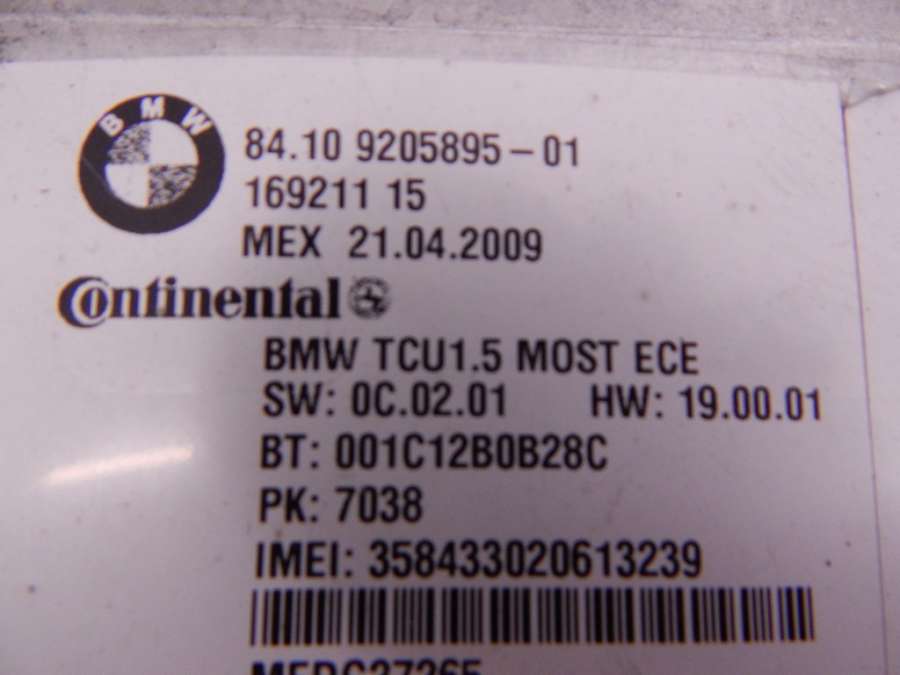 BMW
84.10 9205895-01
169211 15
MEX 21.04.2009
Continental
BMW TCU1.5 MOST ECE
SW: 0C.02.01 HW: 19.00.01
BT: 001C12B0B28C
PK: 7038
IMEI: 358433020613239